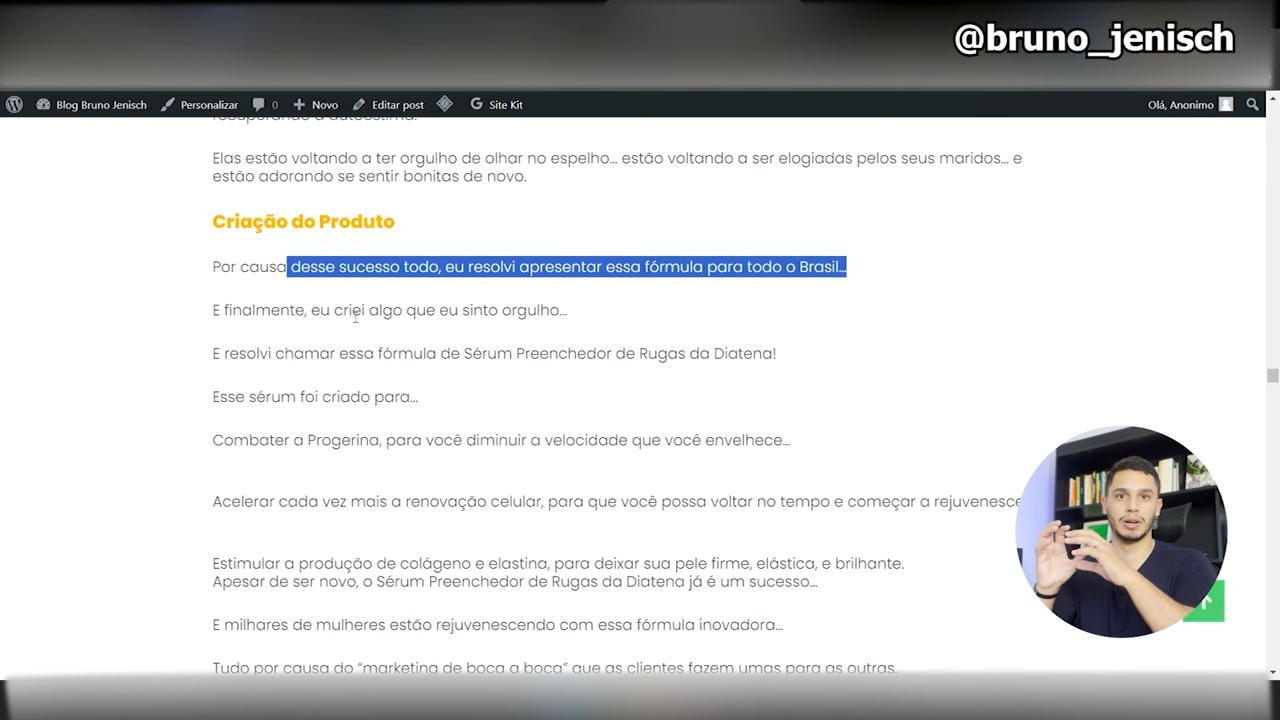 @bruno_jenisch
Blog Bruno Jenisch Personalizar 0 Novo Editar post Site Kit Olá, Anonimo
recuperando a autoestima.
Elas estão voltando a ter orgulho de olhar no espelho… estão voltando a ser elogiadas pelos seus maridos… e
estão adorando se sentir bonitas de novo.
Criação do Produto
Por causa desse sucesso todo, eu resolvi apresentar essa fórmula para todo o Brasil…
E finalmente, eu criei algo que eu sinto orgulho…
E resolvi chamar essa fórmula de Sérum Preenchedor de Rugas da Diatena!
Esse sérum foi criado para…
Combater a Progerina, para você diminuir a velocidade que você envelhece…
Acelerar cada vez mais a renovação celular, para que você possa voltar no tempo e começar a rejuvenesce
Estimular a produção de colágeno e elastina, para deixar sua pele firme, elástica, e brilhante.
Apesar de ser novo, o Sérum Preenchedor de Rugas da Diatena já é um sucesso…
E milhares de mulheres estão rejuvenescendo com essa fórmula inovadora…
Tudo por causa do “marketing de boca a boca” que as clientes fazem umas para as outras.